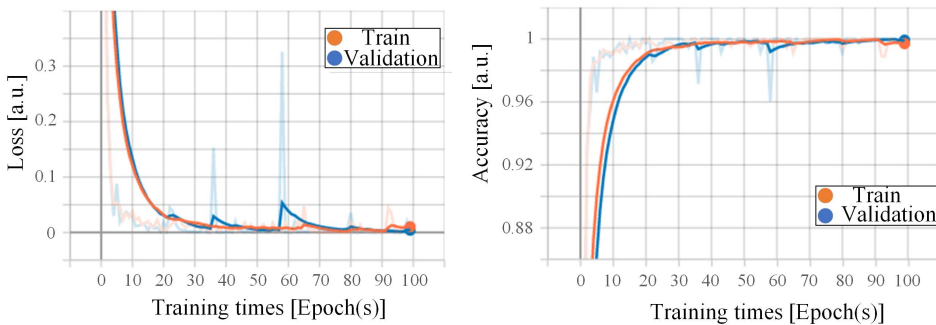 Loss [a.u.]
0.3
0.2
0.1
0
Train
Validation
0 10 20 30 40 50 60 70 80 90 100
Training times [Epoch(s)]
Accuracy [a.u.]
1
0.96
0.92
0.88
Train
Validation
0 10 20 30 40 50 60 70 80 90 100
Training times [Epoch(s)]